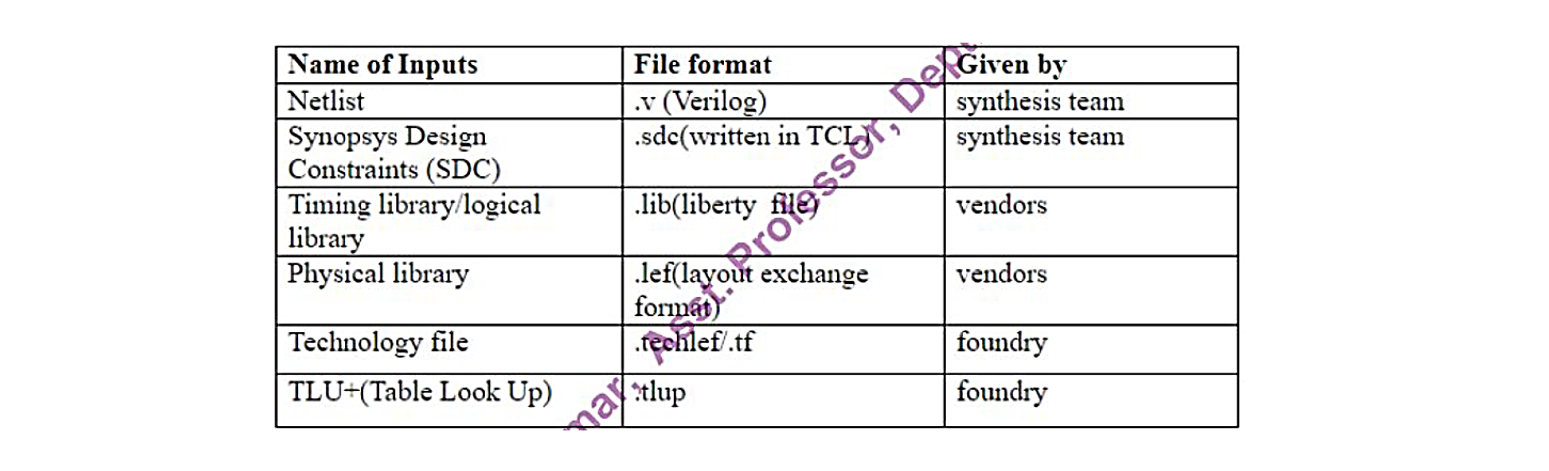 Name of Inputs File format Given by
Netlist .v (Verilog) synthesis team
Synopsys Design .sdc(written in TCL) synthesis team
Constraints (SDC)
Timing library/logical .lib(liberty file) vendors
library
Physical library .lef(layout exchange vendors
format)
Technology file .techlef/.tf foundry
TLU+(Table Look Up) .tlup foundry
mar, Asst. Professor, Dept